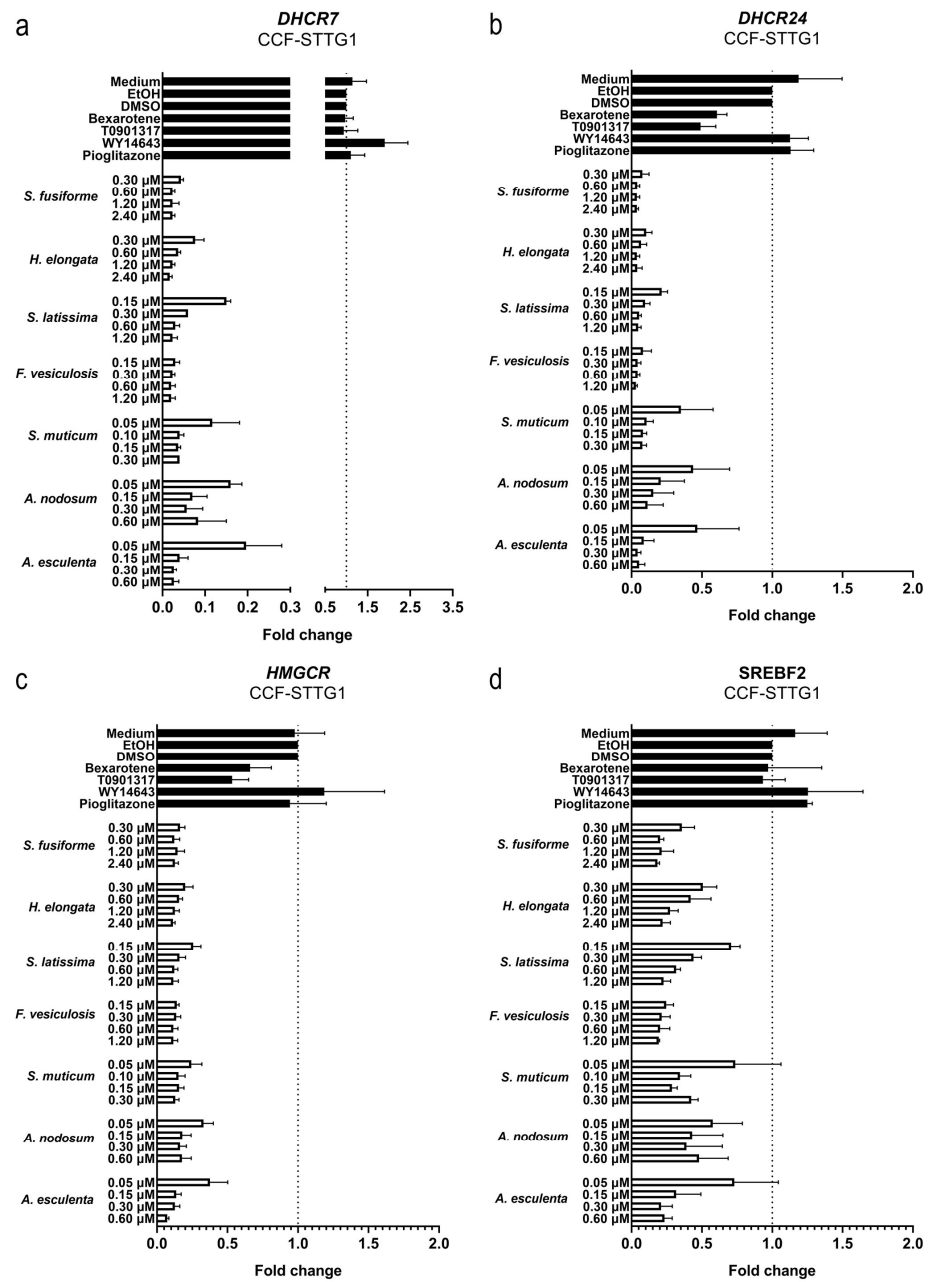 a
DHCR7
CCF-STTG1
Medium
EtOH
DMSO
Bexarotene
T0901317
WY14643
Pioglitazone
S. fusiforme
0.30 µM
0.60 µM
1.20 µM
2.40 µM
H. elongata
0.30 µM
0.60 µM
1.20 µM
2.40 µM
S. latissima
0.15 µM
0.30 µM
0.60 µM
1.20 µM
F. vesiculosis
0.15 µM
0.30 µM
0.60 µM
1.20 µM
S. muticum
0.05 µM
0.10 µM
0.15 µM
0.30 µM
A. nodosum
0.05 µM
0.15 µM
0.30 µM
0.60 µM
A. esculenta
0.05 µM
0.15 µM
0.30 µM
0.60 µM
0.0 0.1 0.2 0.3 0.5 1.5 2.5 3.5
Fold change
b
DHCR24
CCF-STTG1
Medium
EtOH
DMSO
Bexarotene
T0901317
WY14643
Pioglitazone
S. fusiforme
0.30 µM
0.60 µM
1.20 µM
2.40 µM
H. elongata
0.30 µM
0.60 µM
1.20 µM
2.40 µM
S. latissima
0.15 µM
0.30 µM
0.60 µM
1.20 µM
F. vesiculosis
0.15 µM
0.30 µM
0.60 µM
1.20 µM
S. muticum
0.05 µM
0.10 µM
0.15 µM
0.30 µM
A. nodosum
0.05 µM
0.15 µM
0.30 µM
0.60 µM
A. esculenta
0.05 µM
0.15 µM
0.30 µM
0.60 µM
0.0 0.5 1.0 1.5 2.0
Fold change
c
HMGCR
CCF-STTG1
Medium
EtOH
DMSO
Bexarotene
T0901317
WY14643
Pioglitazone
S. fusiforme
0.30 µM
0.60 µM
1.20 µM
2.40 µM
H. elongata
0.30 µM
0.60 µM
1.20 µM
2.40 µM
S. latissima
0.15 µM
0.30 µM
0.60 µM
1.20 µM
F. vesiculosis
0.15 µM
0.30 µM
0.60 µM
1.20 µM
S. muticum
0.05 µM
0.10 µM
0.15 µM
0.30 µM
A. nodosum
0.05 µM
0.15 µM
0.30 µM
0.60 µM
A. esculenta
0.05 µM
0.15 µM
0.30 µM
0.60 µM
0.0 0.5 1.0 1.5 2.0
Fold change
d
SREBF2
CCF-STTG1
Medium
EtOH
DMSO
Bexarotene
T0901317
WY14643
Pioglitazone
S. fusiforme
0.30 µM
0.60 µM
1.20 µM
2.40 µM
H. elongata
0.30 µM
0.60 µM
1.20 µM
2.40 µM
S. latissima
0.15 µM
0.30 µM
0.60 µM
1.20 µM
F. vesiculosis
0.15 µM
0.30 µM
0.60 µM
1.20 µM
S. muticum
0.05 µM
0.10 µM
0.15 µM
0.30 µM
A. nodosum
0.05 µM
0.15 µM
0.30 µM
0.60 µM
A. esculenta
0.05 µM
0.15 µM
0.30 µM
0.60 µM
0.0 0.5 1.0 1.5 2.0
Fold change